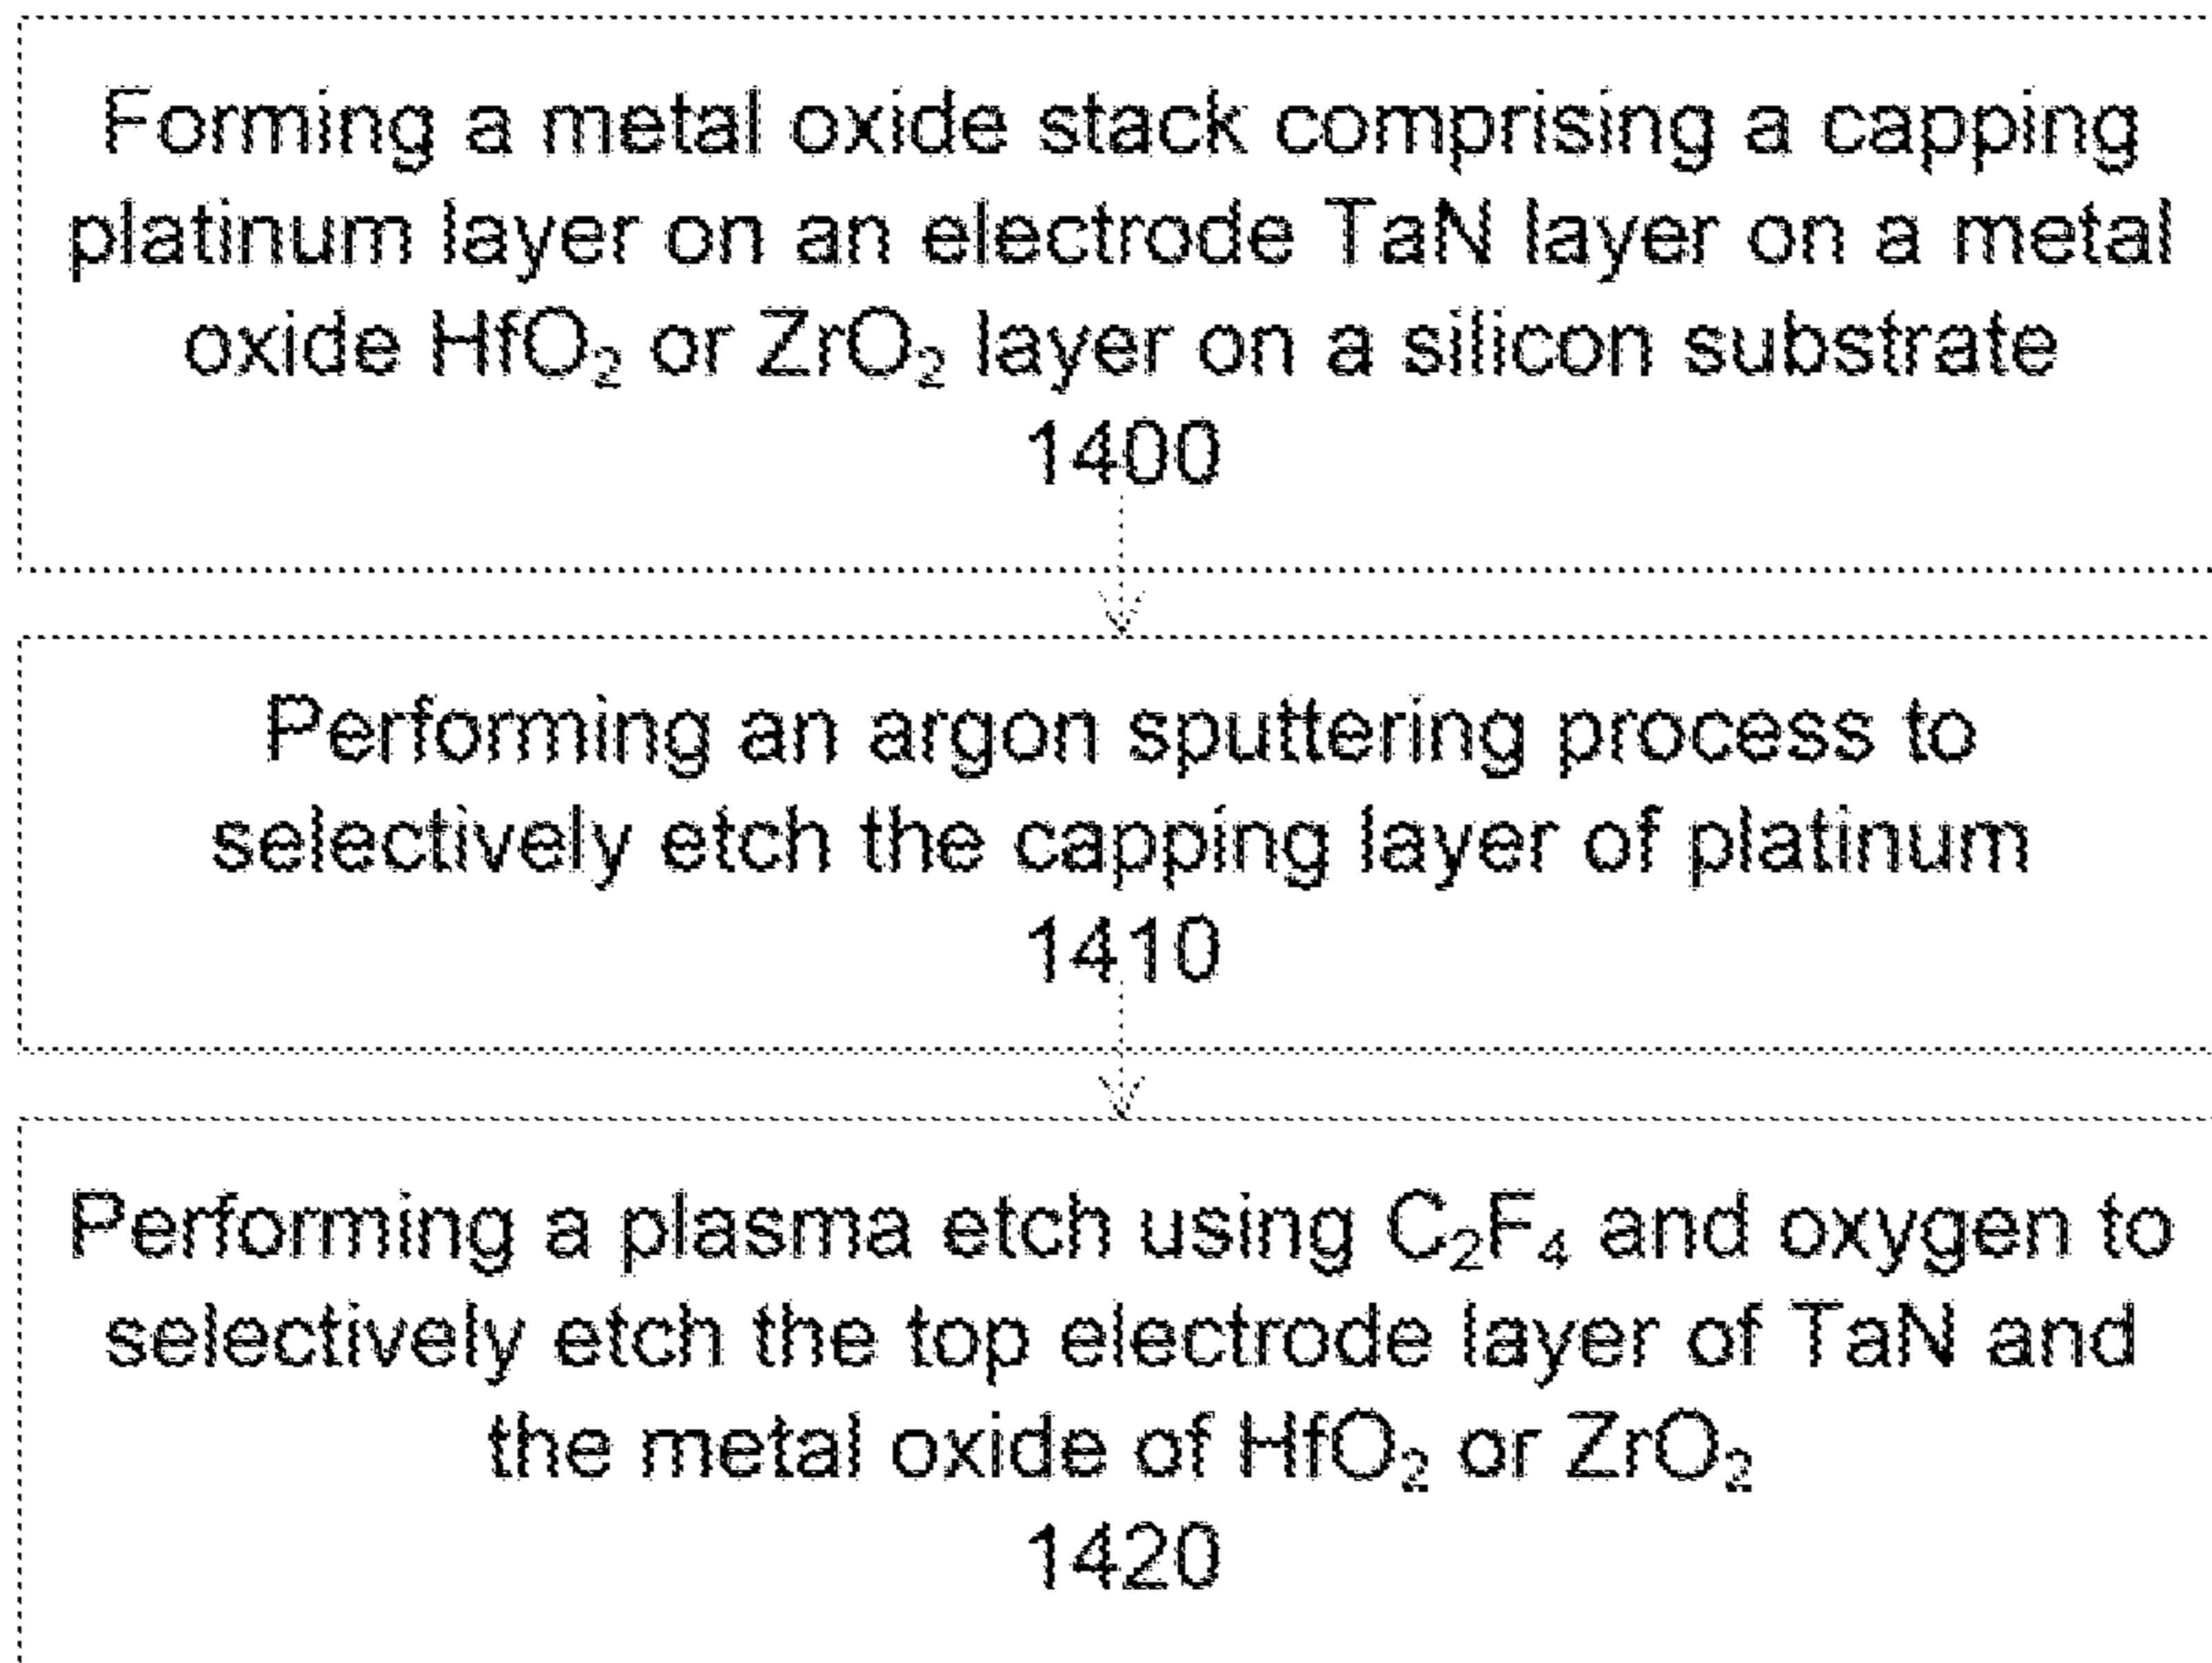 Forming a metal oxide stack comprising a capping
platinum layer on an electrode TaN layer on a metal
oxide HfO₂ or ZrO₂ layer on a silicon substrate
1400
Performing an argon sputtering process to
selectively etch the capping layer of platinum
1410
Performing a plasma etch using C₂F₄ and oxygen to
selectively etch the top electrode layer of TaN and
the metal oxide of HfO₂ or ZrO₂
1420